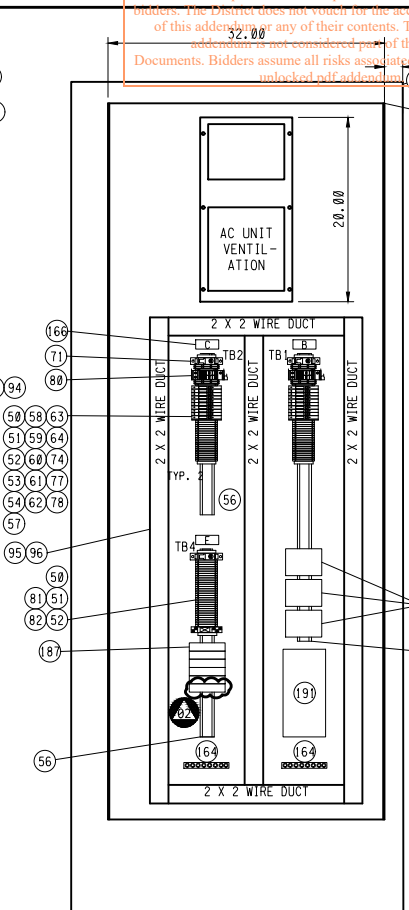 bidders. The District does not vouch for the acc
of this addendum or any of their contents. T
addendum is not considered part of th
Documents. Bidders assume all risks associate
unlocked pdf addendum.
32.00
20.00
AC UNIT
VENTIL-
ATION
2 X 2 WIRE DUCT
166
C
B
71
TB2
TB1
80
94
2 X 2 WIRE DUCT
2 X 2 WIRE DUCT
2 X 2 WIRE DUCT
50 58 63
51 59 64
52 60 74
53 61 77
54 62 78
57
TYP. 2
56
95 96
TB4
50
81 51
82 52
187
191
02
164
164
56
2 X 2 WIRE DUCT